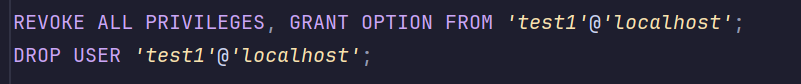 REVOKE ALL PRIVILEGES, GRANT OPTION FROM 'test1'@'localhost';
DROP USER 'test1'@'localhost';